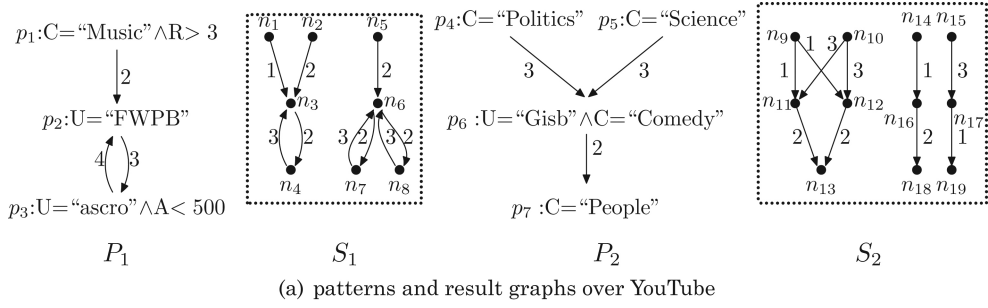 p₁:C=“Music”∧R> 3
2
p₂:U=“FWPB”
4 3
p₃:U=“ascro”∧A< 500
P₁
n₁ n₂ n₅
1 2 2
n₃ n₆
3 2 3 2 3 2
n₄ n₇ n₈
S₁
p₄:C=“Politics” p₅:C=“Science”
3 3
p₆ :U=“Gisb”∧C=“Comedy”
2
p₇ :C=“People”
P₂
n₉ n₁₀ n₁₄ n₁₅
1 1 3 3 1 3
n₁₁ n₁₂ n₁₆ n₁₇
2 2 2 1
n₁₃ n₁₈ n₁₉
S₂
(a) patterns and result graphs over YouTube